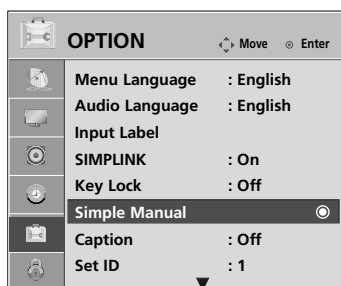 OPTION Move Enter
Menu Language : English
Audio Language : English
Input Label
SIMPLINK : On
Key Lock : Off
Simple Manual
Caption : Off
Set ID : 1